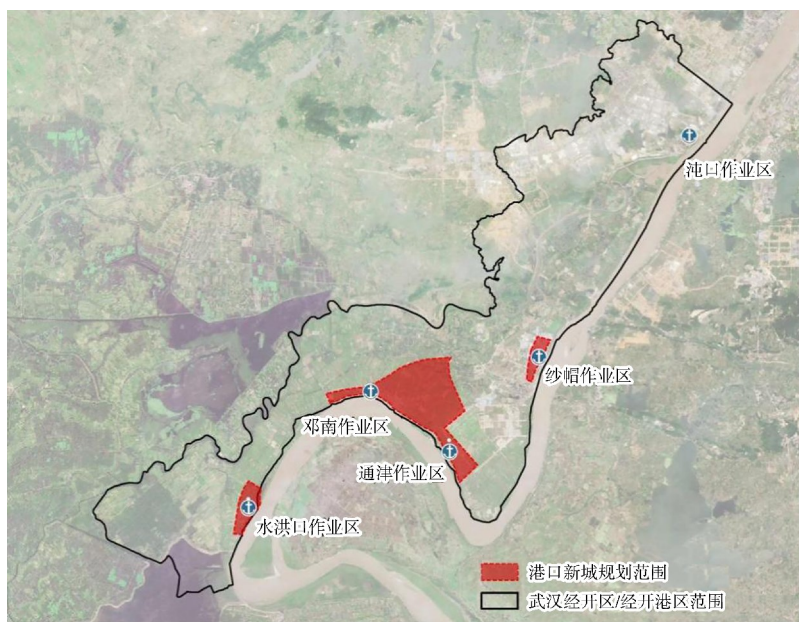 沌口作业区
纱帽作业区
邓南作业区
通津作业区
水洪口作业区
港口新城规划范围
武汉经开区/经开港区范围